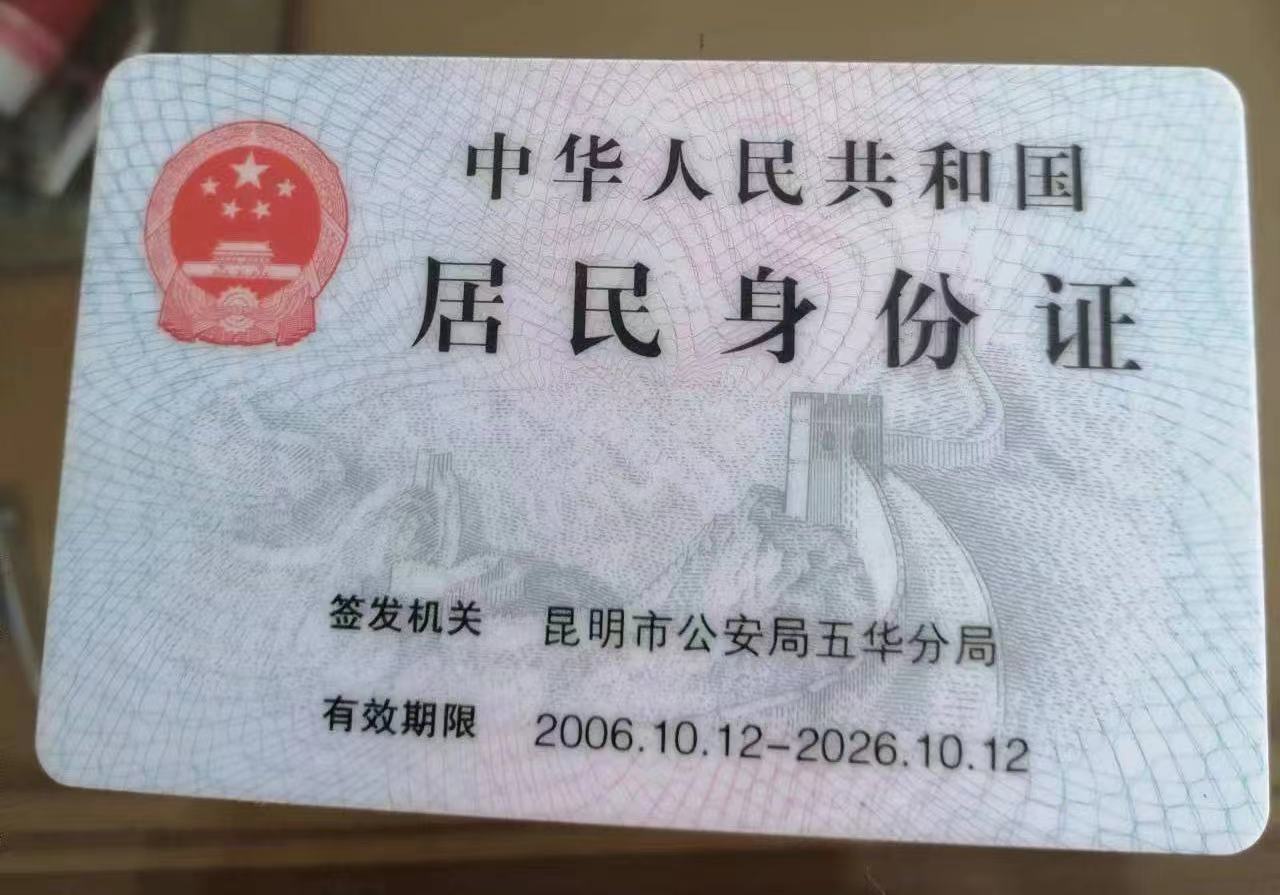 中华人民共和国
居民身份证
签发机关 昆明市公安局五华分局
有效期限 2006.10.12-2026.10.12